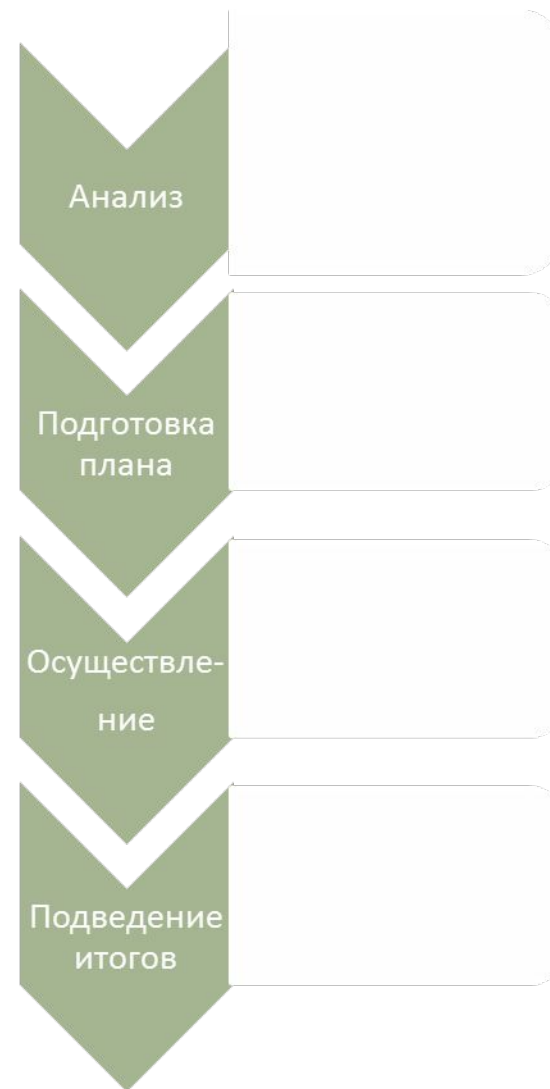 Анализ
Подготовка
плана
Осуществле-
ние
Подведение
итогов